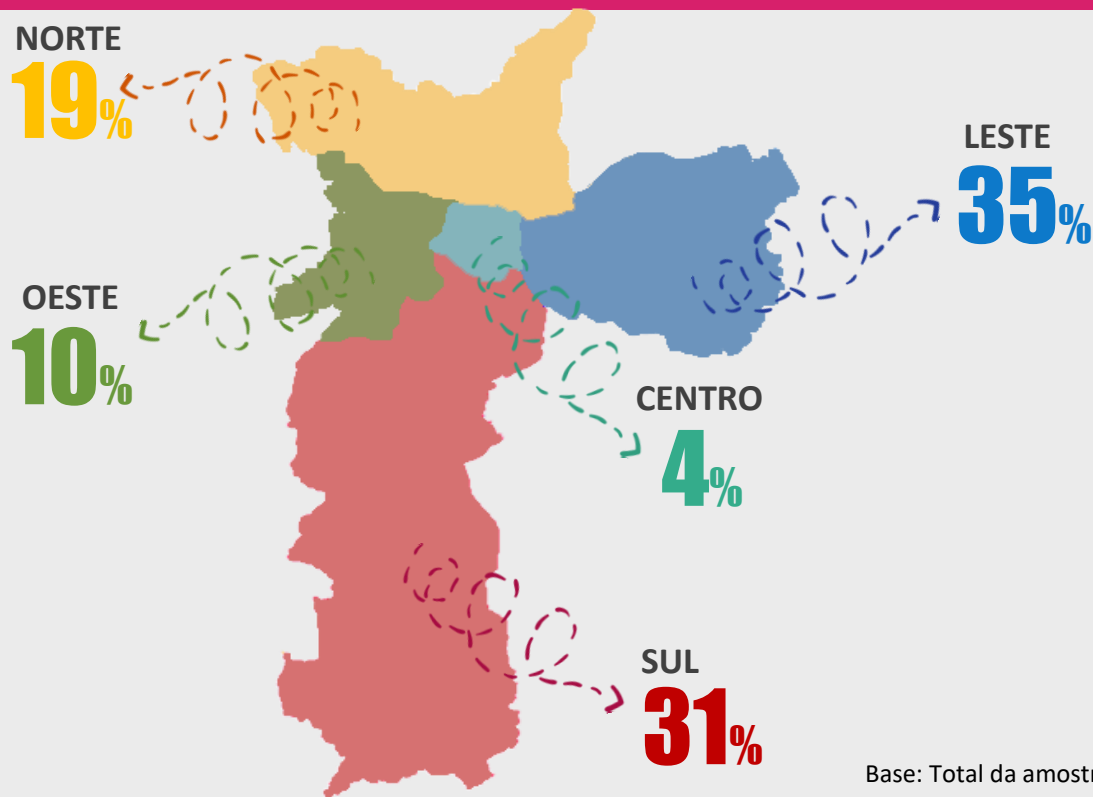 NORTE
19%
LESTE
35%
OESTE
10%
CENTRO
4%
SUL
31%
Base: Total da amostr